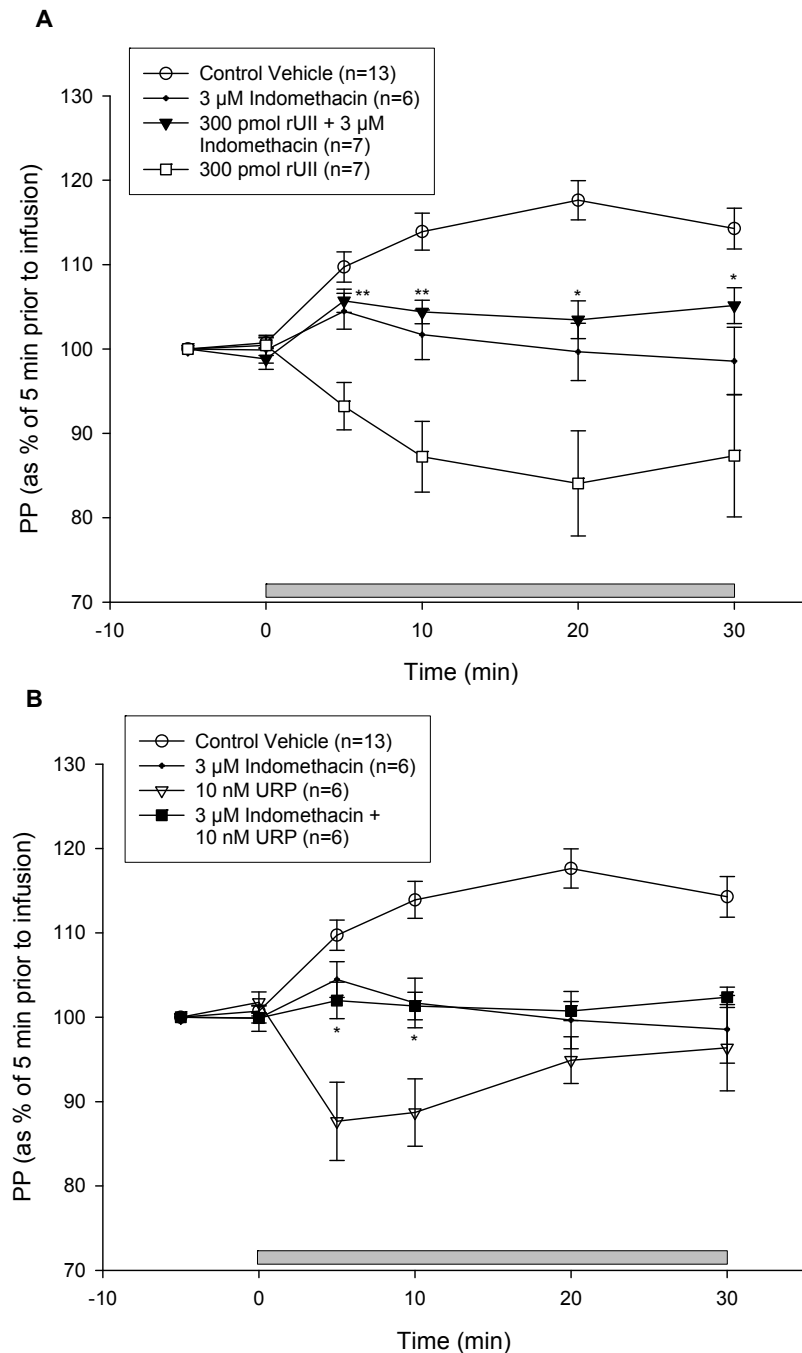 A
Control Vehicle (n=13)
3 µM Indomethacin (n=6)
300 pmol rUII + 3 µM
Indomethacin (n=7)
300 pmol rUII (n=7)
PP (as % of 5 min prior to infusion)
130
120
110
100
90
80
70
** ** * *
-10 0 10 20 30
Time (min)
B
Control Vehicle (n=13)
3 µM Indomethacin (n=6)
10 nM URP (n=6)
3 µM Indomethacin +
10 nM URP (n=6)
PP (as % of 5 min prior to infusion)
130
120
110
100
90
80
70
* *
-10 0 10 20 30
Time (min)